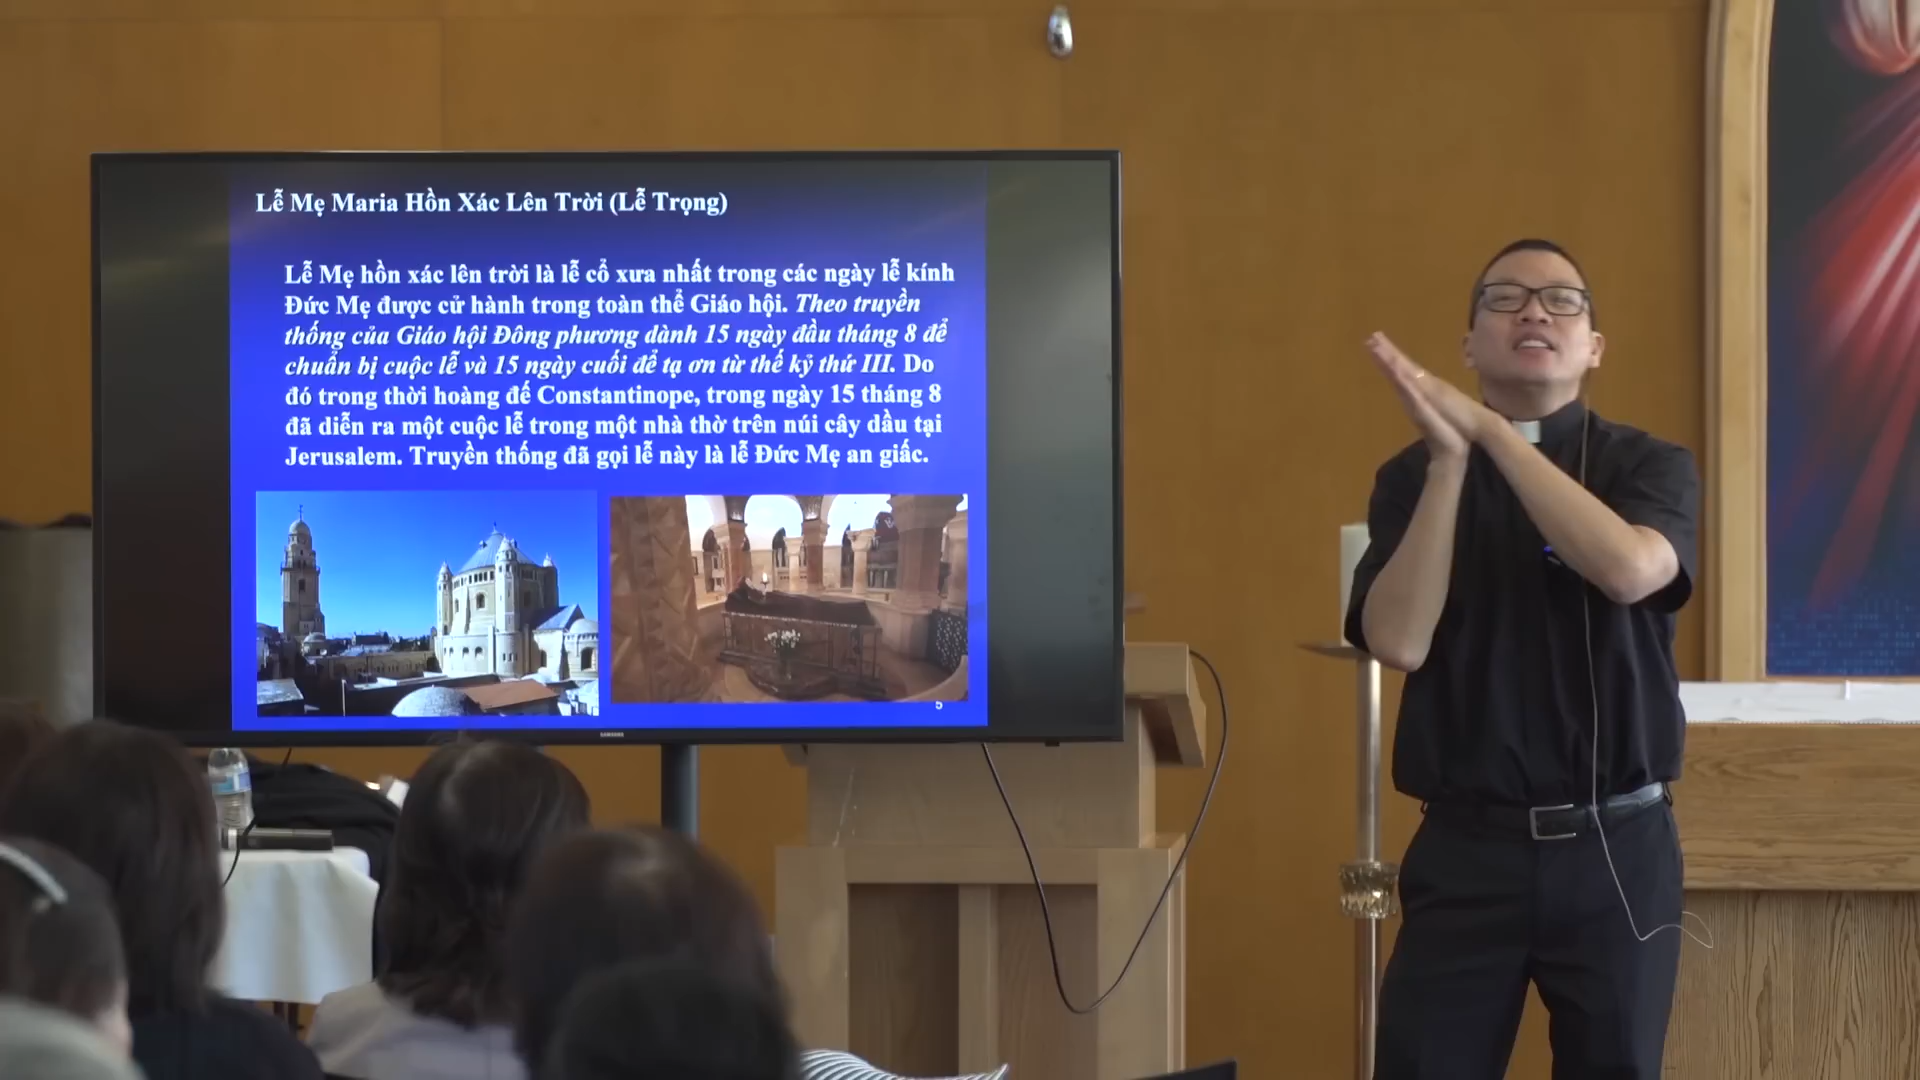 Lễ Mẹ Maria Hồn Xác Lên Trời (Lễ Trọng)
Lễ Mẹ hồn xác lên trời là lễ cổ xưa nhất trong các ngày lễ kính
Đức Mẹ được cử hành trong toàn thể Giáo hội. Theo truyền
thống của Giáo hội Đông phương dành 15 ngày đầu tháng 8 để
chuẩn bị cuộc lễ và 15 ngày cuối để tạ ơn từ thế kỷ thứ III. Do
đó trong thời hoàng đế Constantinope, trong ngày 15 tháng 8
đã diễn ra một cuộc lễ trong một nhà thờ trên núi cây dầu tại
Jerusalem. Truyền thống đã gọi lễ này là lễ Đức Mẹ an giấc.
5
SAMSUNG